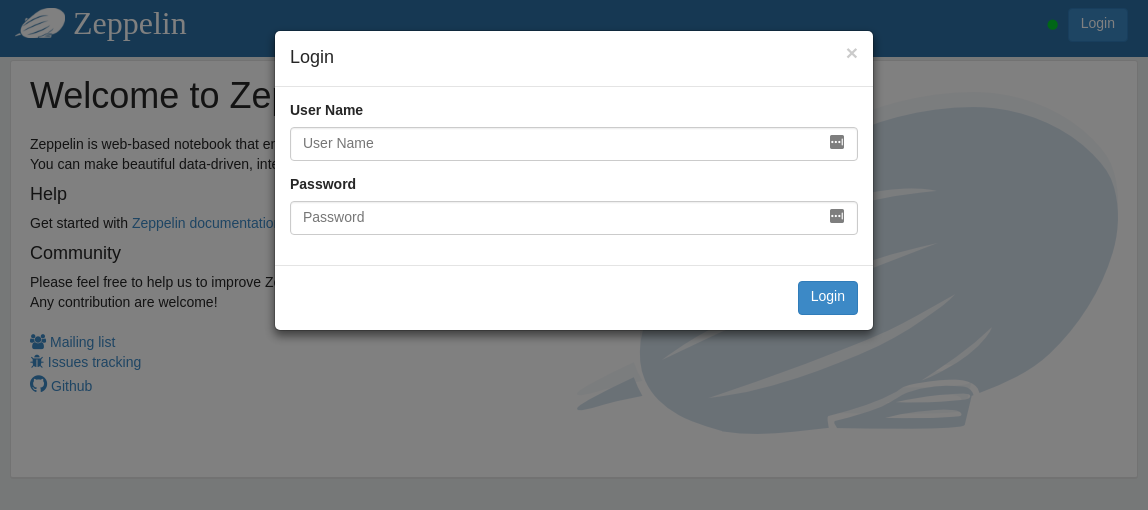 Zeppelin
Login
Login
×
Welcome to Zep
User Name
User Name
Zeppelin is web-based notebook that en
You can make beautiful data-driven, inte
Password
Help
Password
Get started with Zeppelin documentation
Community
Please feel free to help us to improve Ze
Any contribution are welcome!
Login
Mailing list
Issues tracking
Github